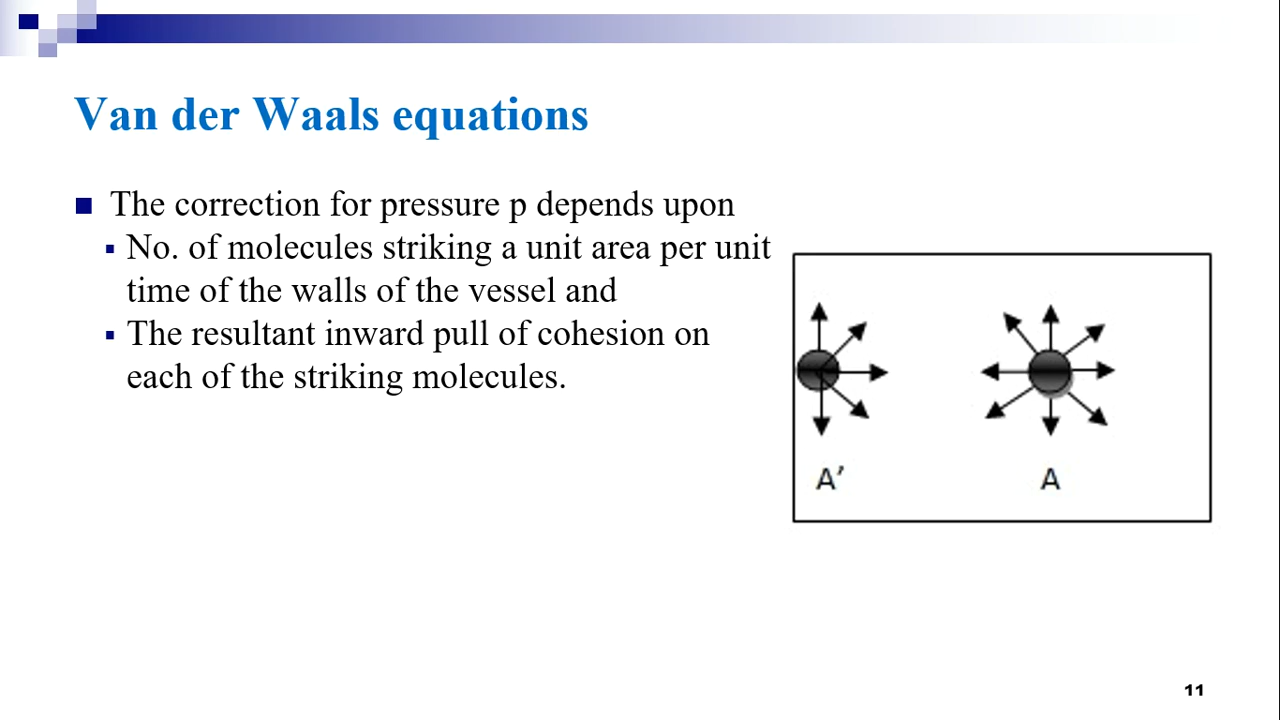 Van der Waals equations
The correction for pressure p depends upon
No. of molecules striking a unit area per unit
time of the walls of the vessel and
The resultant inward pull of cohesion on
each of the striking molecules.
A′
A
11